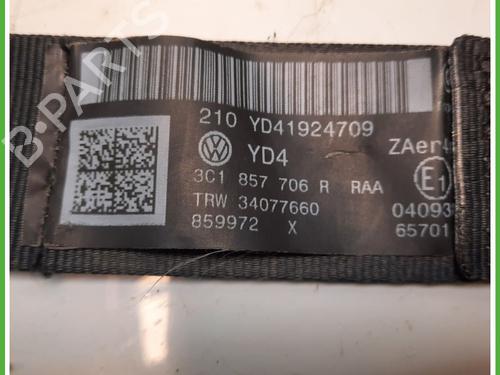 210 YD41924709
YD4
ZAer4
3C1 857 706 R RAA
E1
TRW 34077660
04093
859972 X
65701
B-PARTS